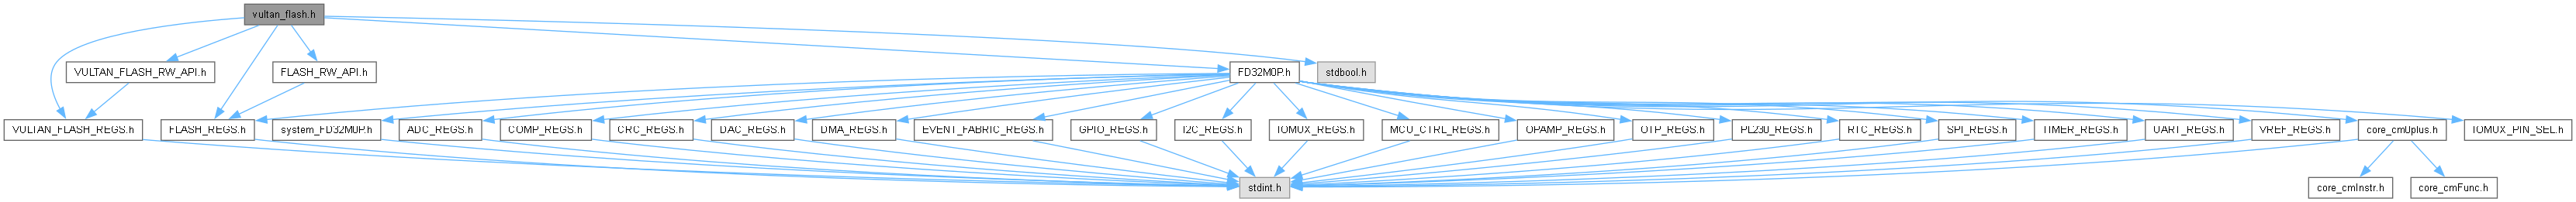 vultan_flash.h
VULTAN_FLASH_RW_API.h
FLASH_RW_API.h
FD32M0P.h
stdbool.h
VULTAN_FLASH_REGS.h
FLASH_REGS.h
system_FD32M0P.h
ADC_REGS.h
COMP_REGS.h
CRC_REGS.h
DAC_REGS.h
DMA_REGS.h
EVENT_FABRIC_REGS.h
GPIO_REGS.h
I2C_REGS.h
IOMUX_REGS.h
MCU_CTRL_REGS.h
OPAMP_REGS.h
OTP_REGS.h
PL230_REGS.h
RTC_REGS.h
SPI_REGS.h
TIMER_REGS.h
UART_REGS.h
VREF_REGS.h
core_cm0plus.h
IOMUX_PIN_SEL.h
stdint.h
core_cmInstr.h
core_cmFunc.h